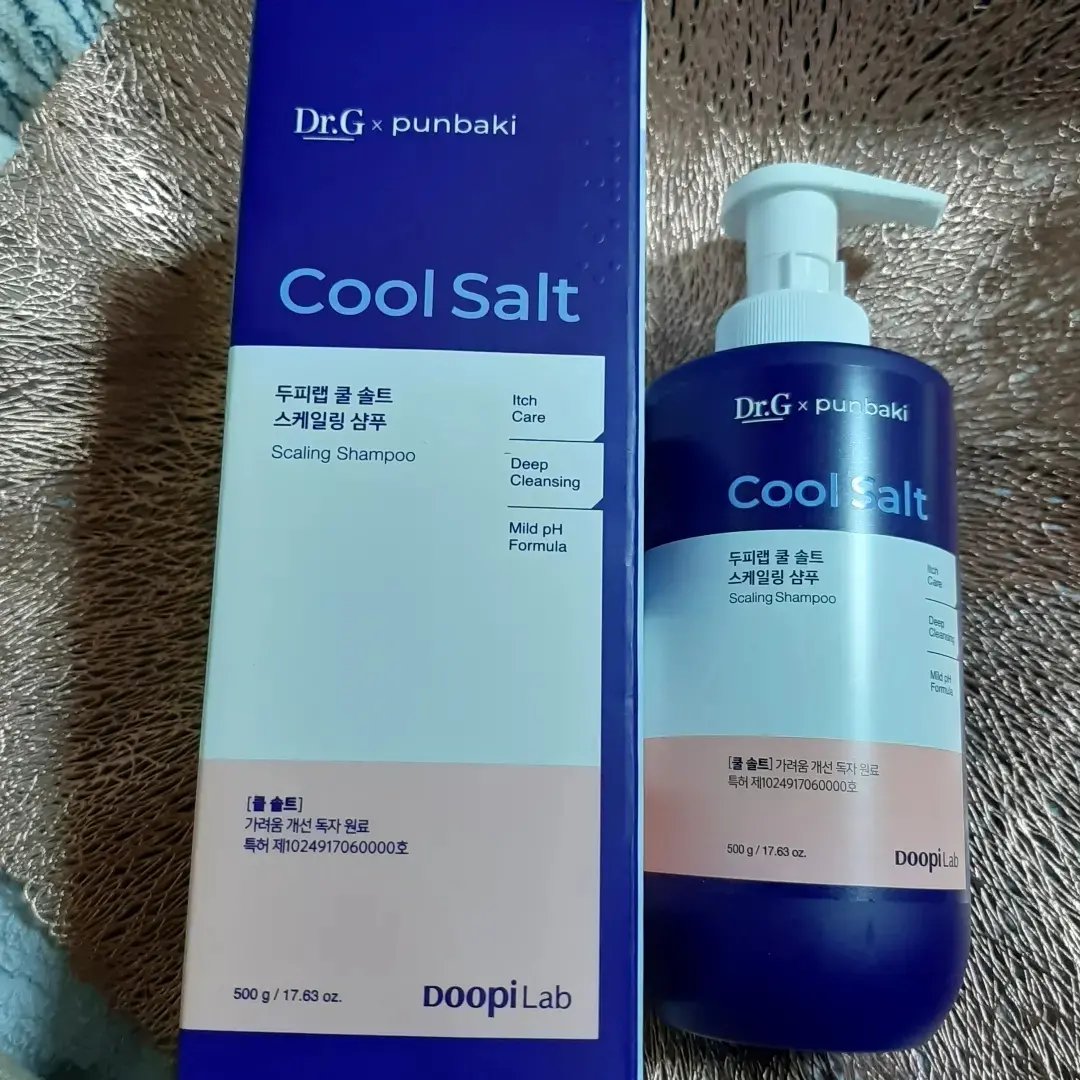 Dr.G x punbaki
Cool Salt
두피랩 쿨 솔트
스케일링 샴푸
Scaling Shampoo
Itch
Care
Deep
Cleansing
Mild pH
Formula
[쿨 솔트]
가려움 개선 독자 원료
특허 제1024917060000호
500 g / 17.63 oz.
Doopi Lab
Dr.G x punbaki
Cool Salt
두피랩 쿨 솔트
스케일링 샴푸
Scaling Shampoo
Itch
Care
Deep
Cleansing
Mild pH
Formula
[쿨 솔트] 가려움 개선 독자 원료
특허 제1024917060000호
500 g / 17.63 oz.
Doopi Lab